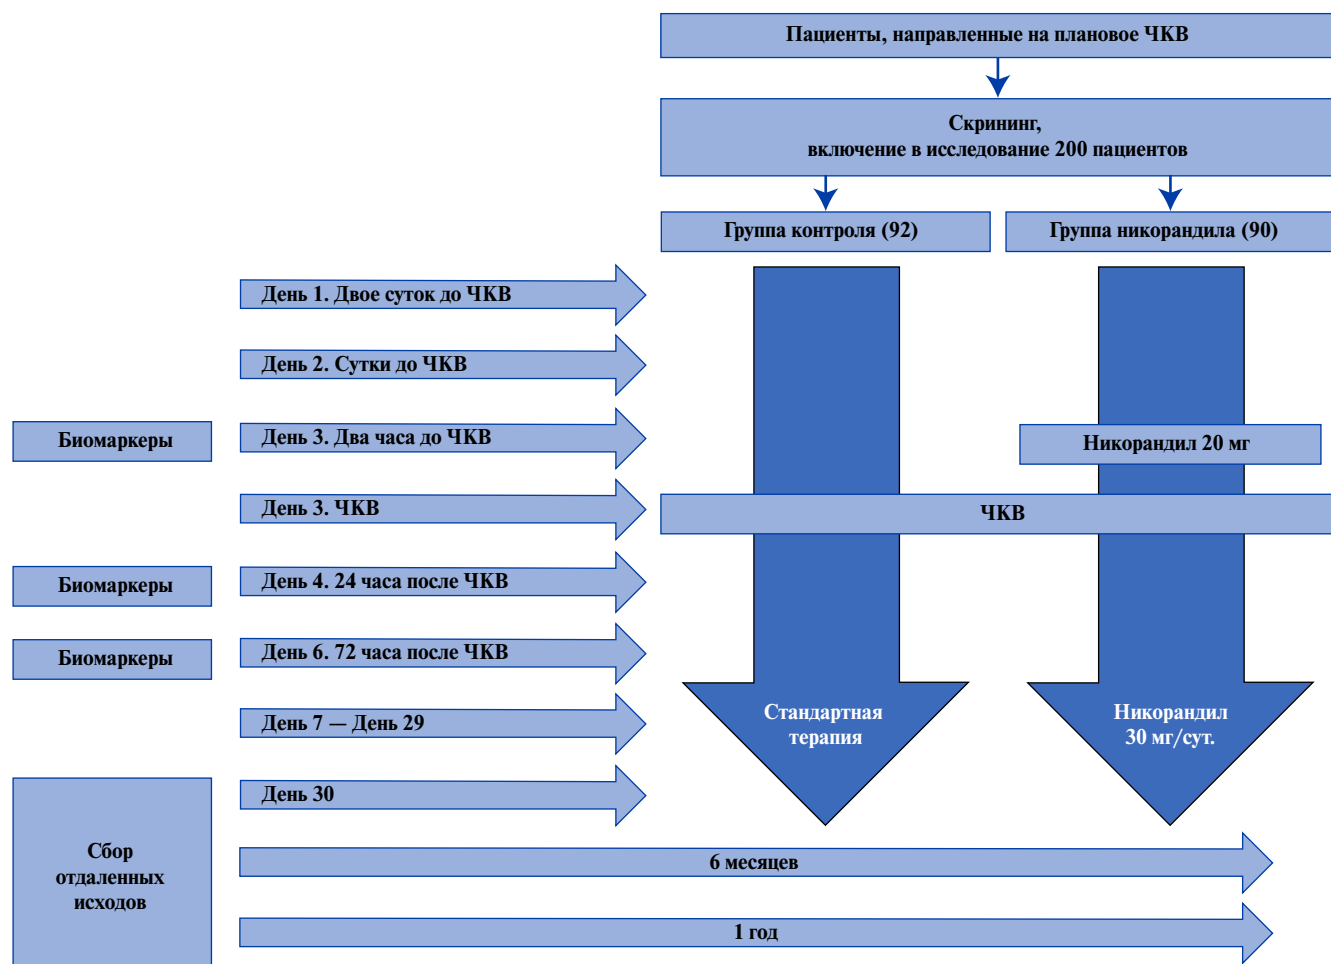 Пациенты, направленные на плановое ЧКВ
Скрининг,
включение в исследование 200 пациентов
Группа контроля (92)
Группа никорандила (90)
День 1. Двое суток до ЧКВ
День 2. Сутки до ЧКВ
Биомаркеры
День 3. Два часа до ЧКВ
Никорандил 20 мг
День 3. ЧКВ
ЧКВ
Биомаркеры
День 4. 24 часа после ЧКВ
Биомаркеры
День 6. 72 часа после ЧКВ
День 7 — День 29
Стандартная
терапия
Никорандил
30 мг/сут.
День 30
Сбор
отдаленных
исходов
6 месяцев
1 год